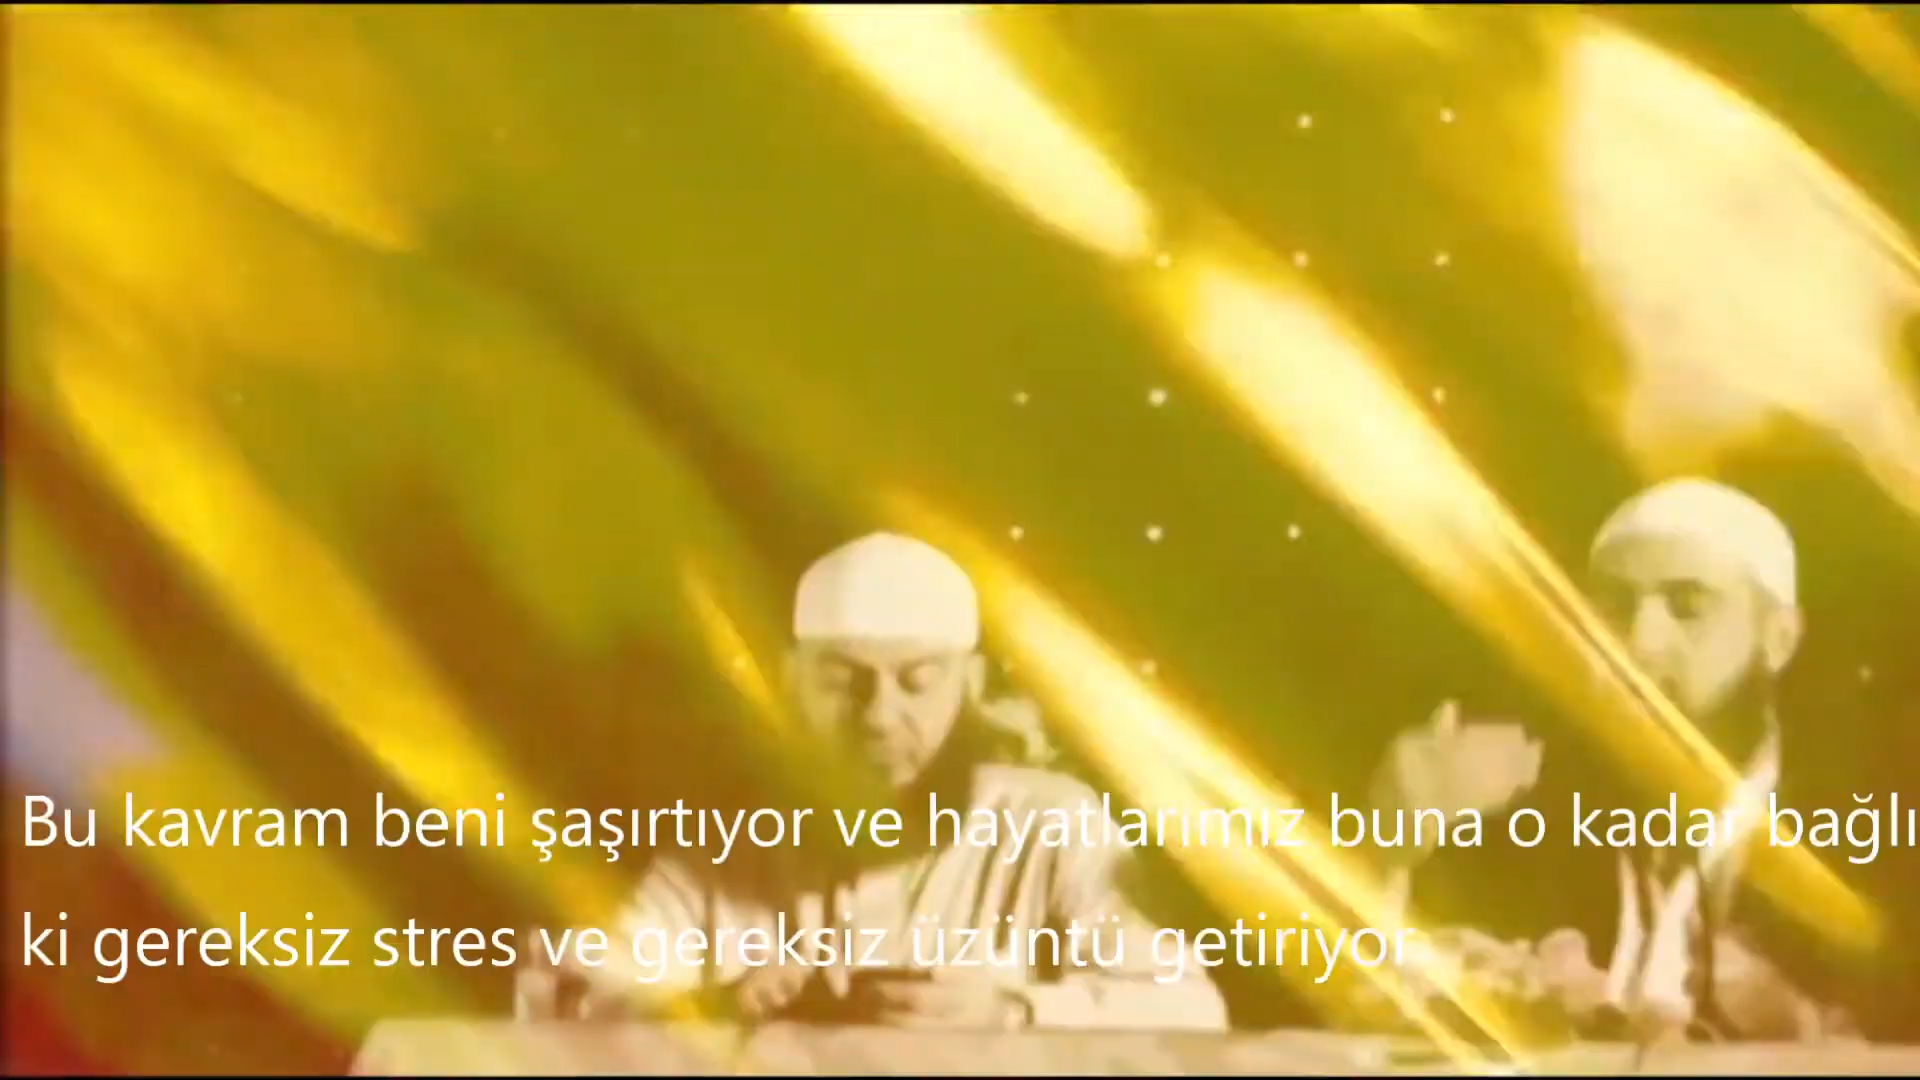 Bu kavram beni şaşırtıyor ve hayatlarımız buna o kadar bağlı
ki gereksiz stres ve gereksiz üzüntü getiriyor